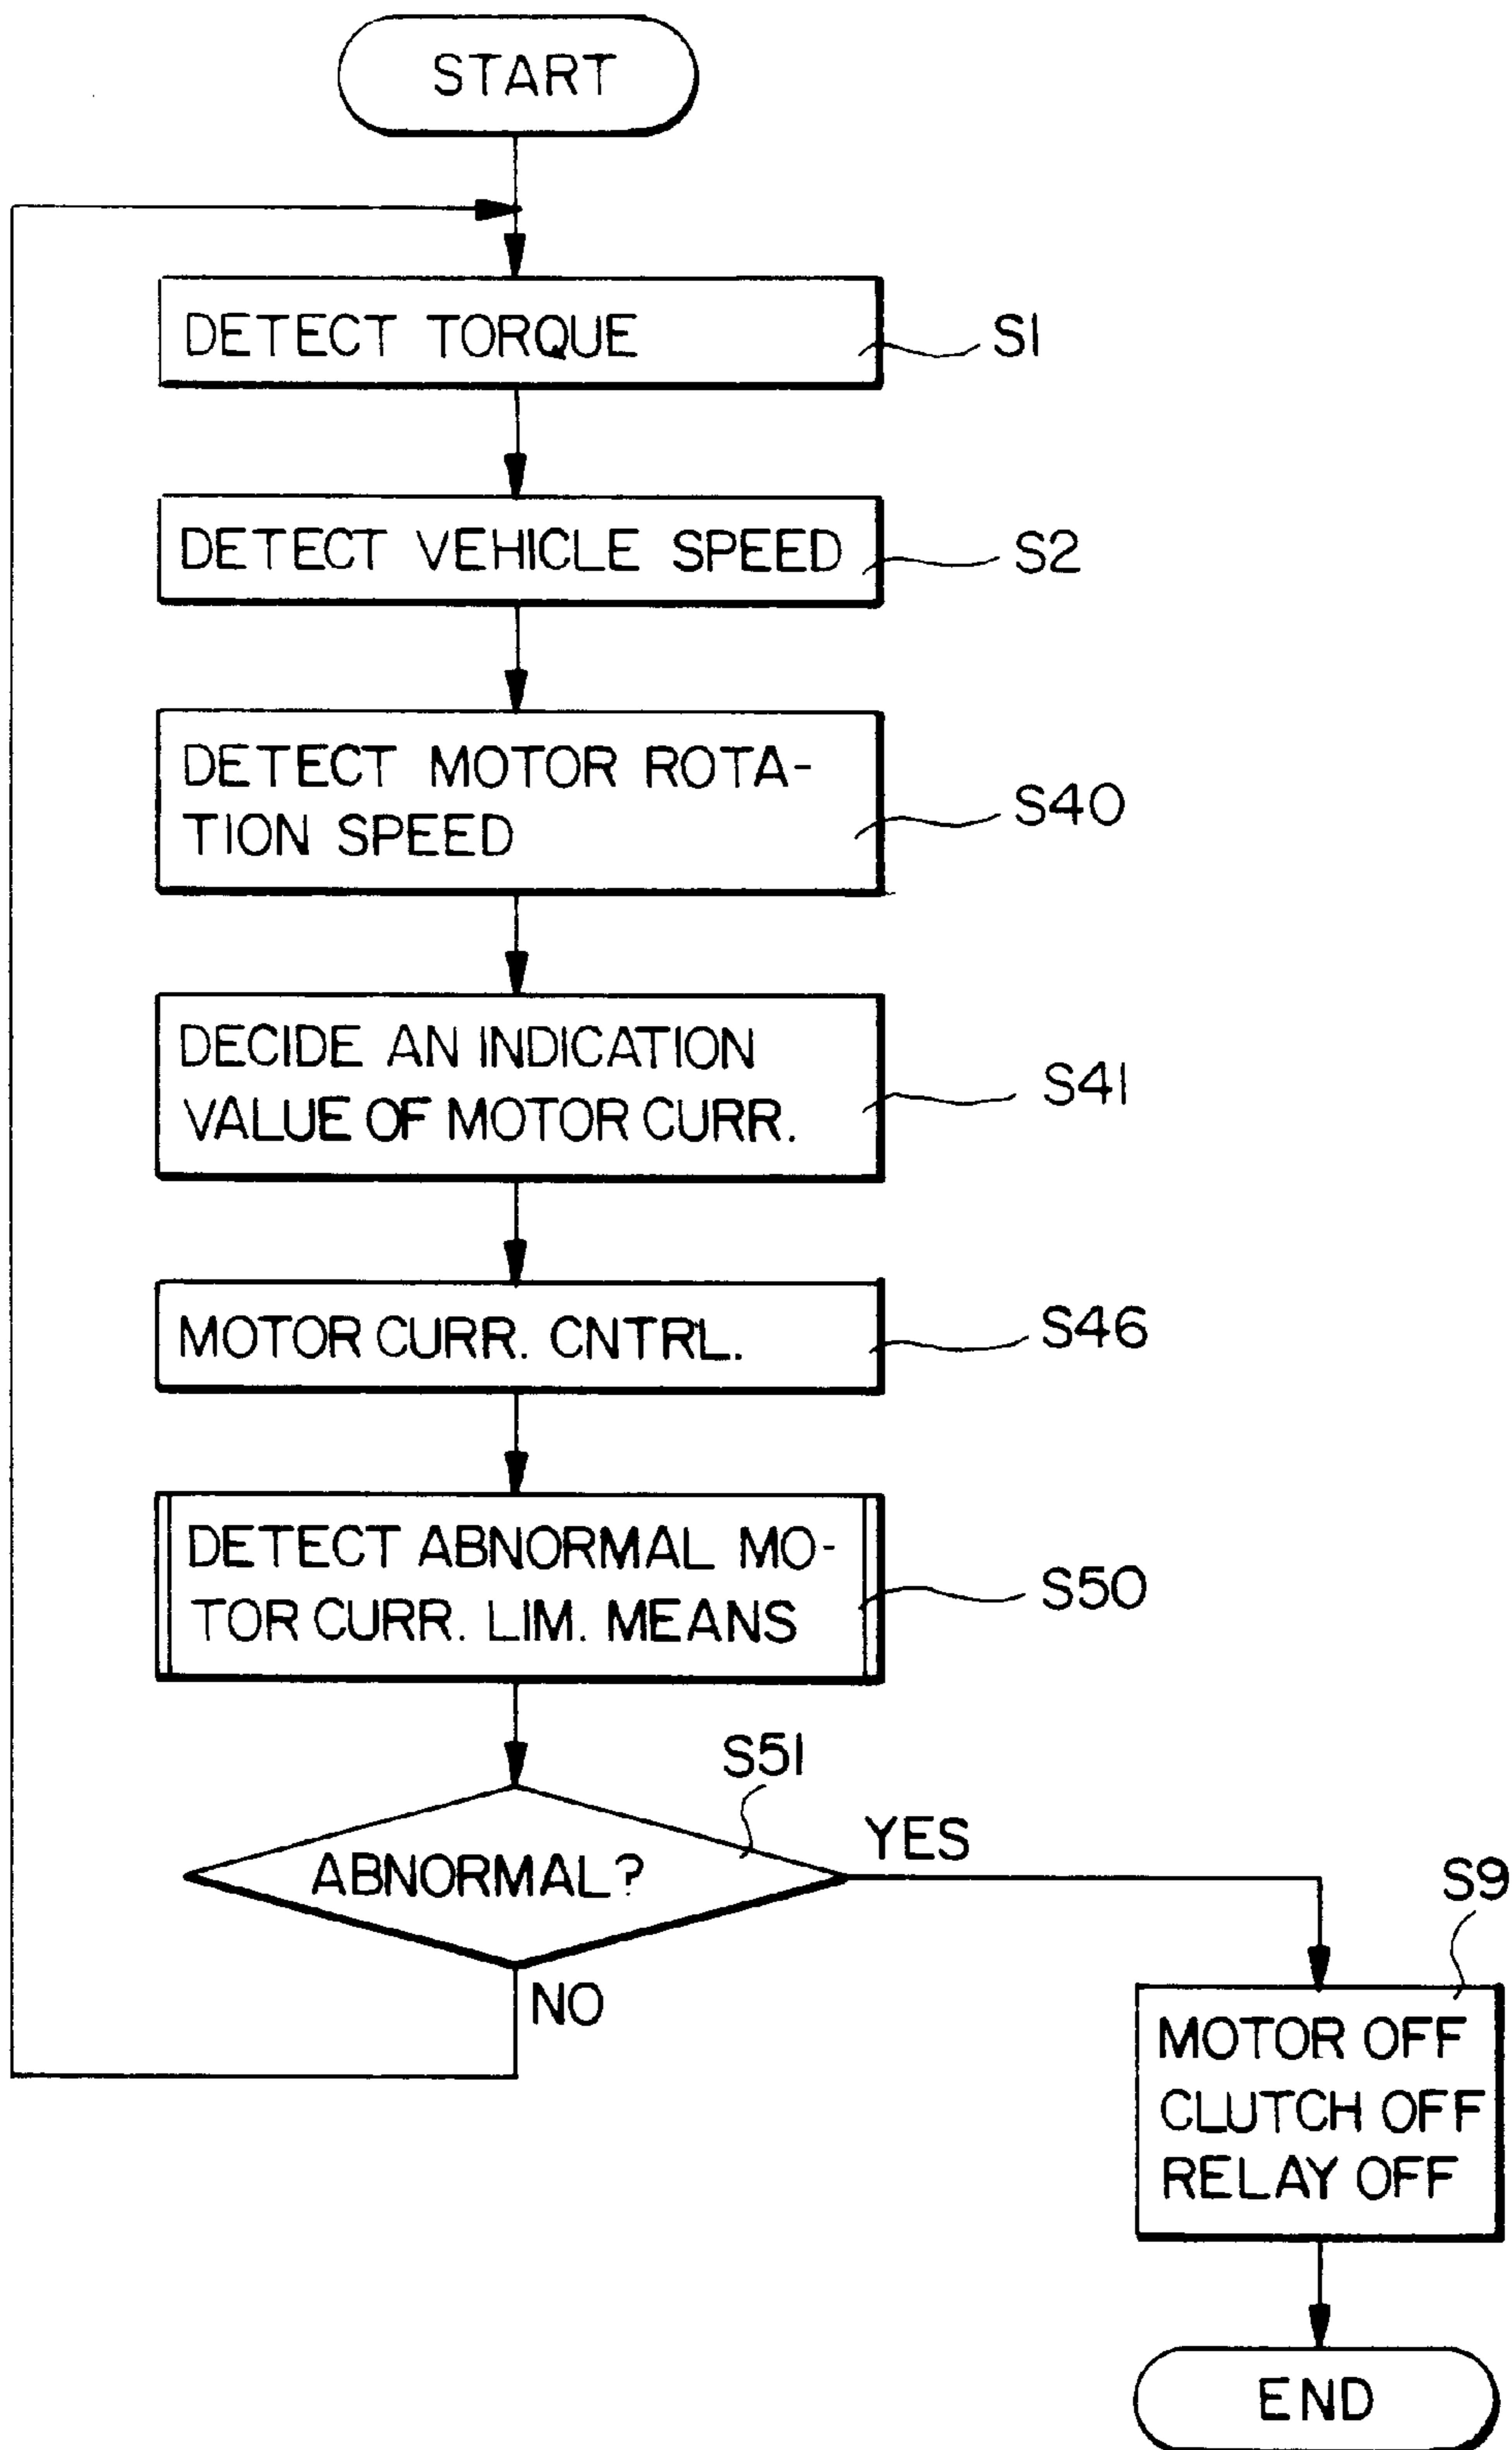 START
DETECT TORQUE
S1
DETECT VEHICLE SPEED
S2
DETECT MOTOR ROTA-
TION SPEED
S40
DECIDE AN INDICATION
VALUE OF MOTOR CURR.
S41
MOTOR CURR. CNTRL.
S46
DETECT ABNORMAL MO-
TOR CURR. LIM. MEANS
S50
S51
ABNORMAL?
YES
NO
S9
MOTOR OFF
CLUTCH OFF
RELAY OFF
END